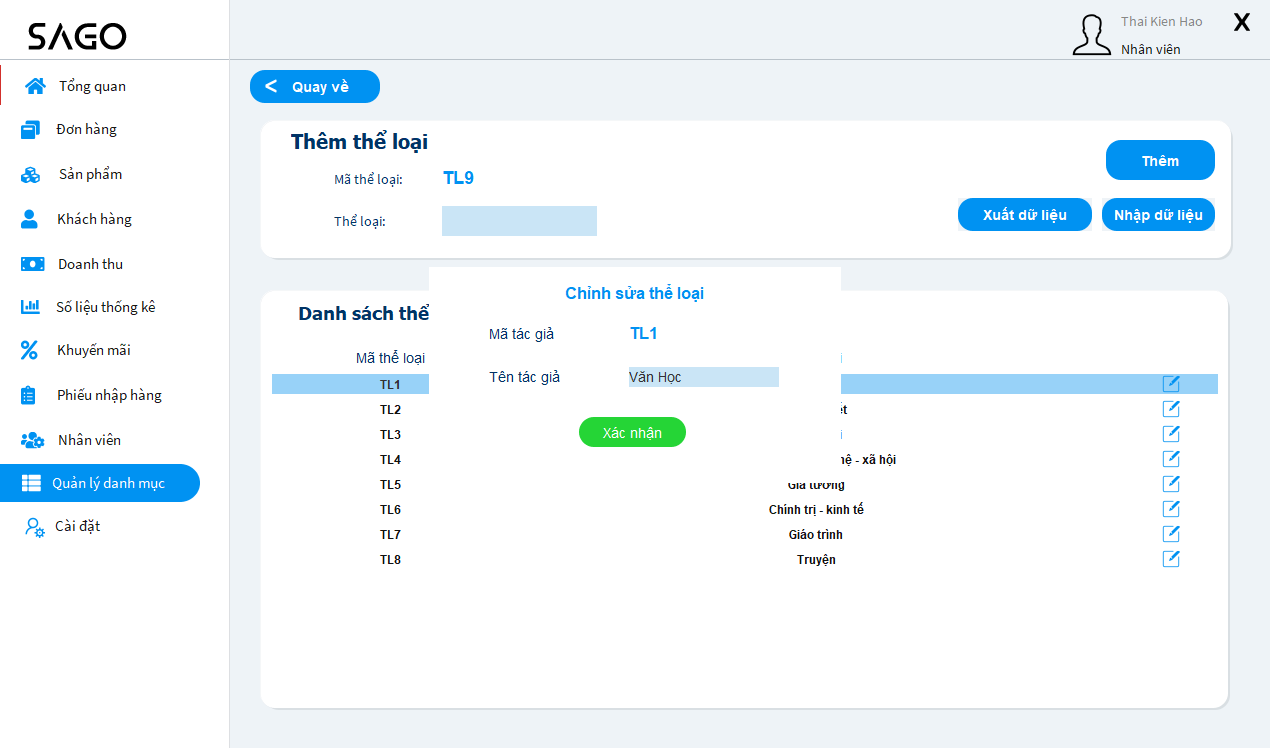 SAGO
Thai Kien Hao
X
Nhân viên
Tổng quan
Đơn hàng
Sản phẩm
Khách hàng
Doanh thu
Số liệu thống kê
Khuyến mãi
Phiếu nhập hàng
Nhân viên
Quản lý danh mục
Cài đặt
< Quay về
Thêm thể loại
Mã thể loại: TL9
Thể loại:
Thêm
Xuất dữ liệu
Nhập dữ liệu
Danh sách thể
Mã thể loại
TL1
TL2
TL3
TL4
- xã hội
TL5
Giả tưởng
TL6
Chính trị - kinh tế
TL7
Giáo trình
TL8
Truyện
Chỉnh sửa thể loại
Mã tác giả TL1
Tên tác giả Văn Học
Xác nhận